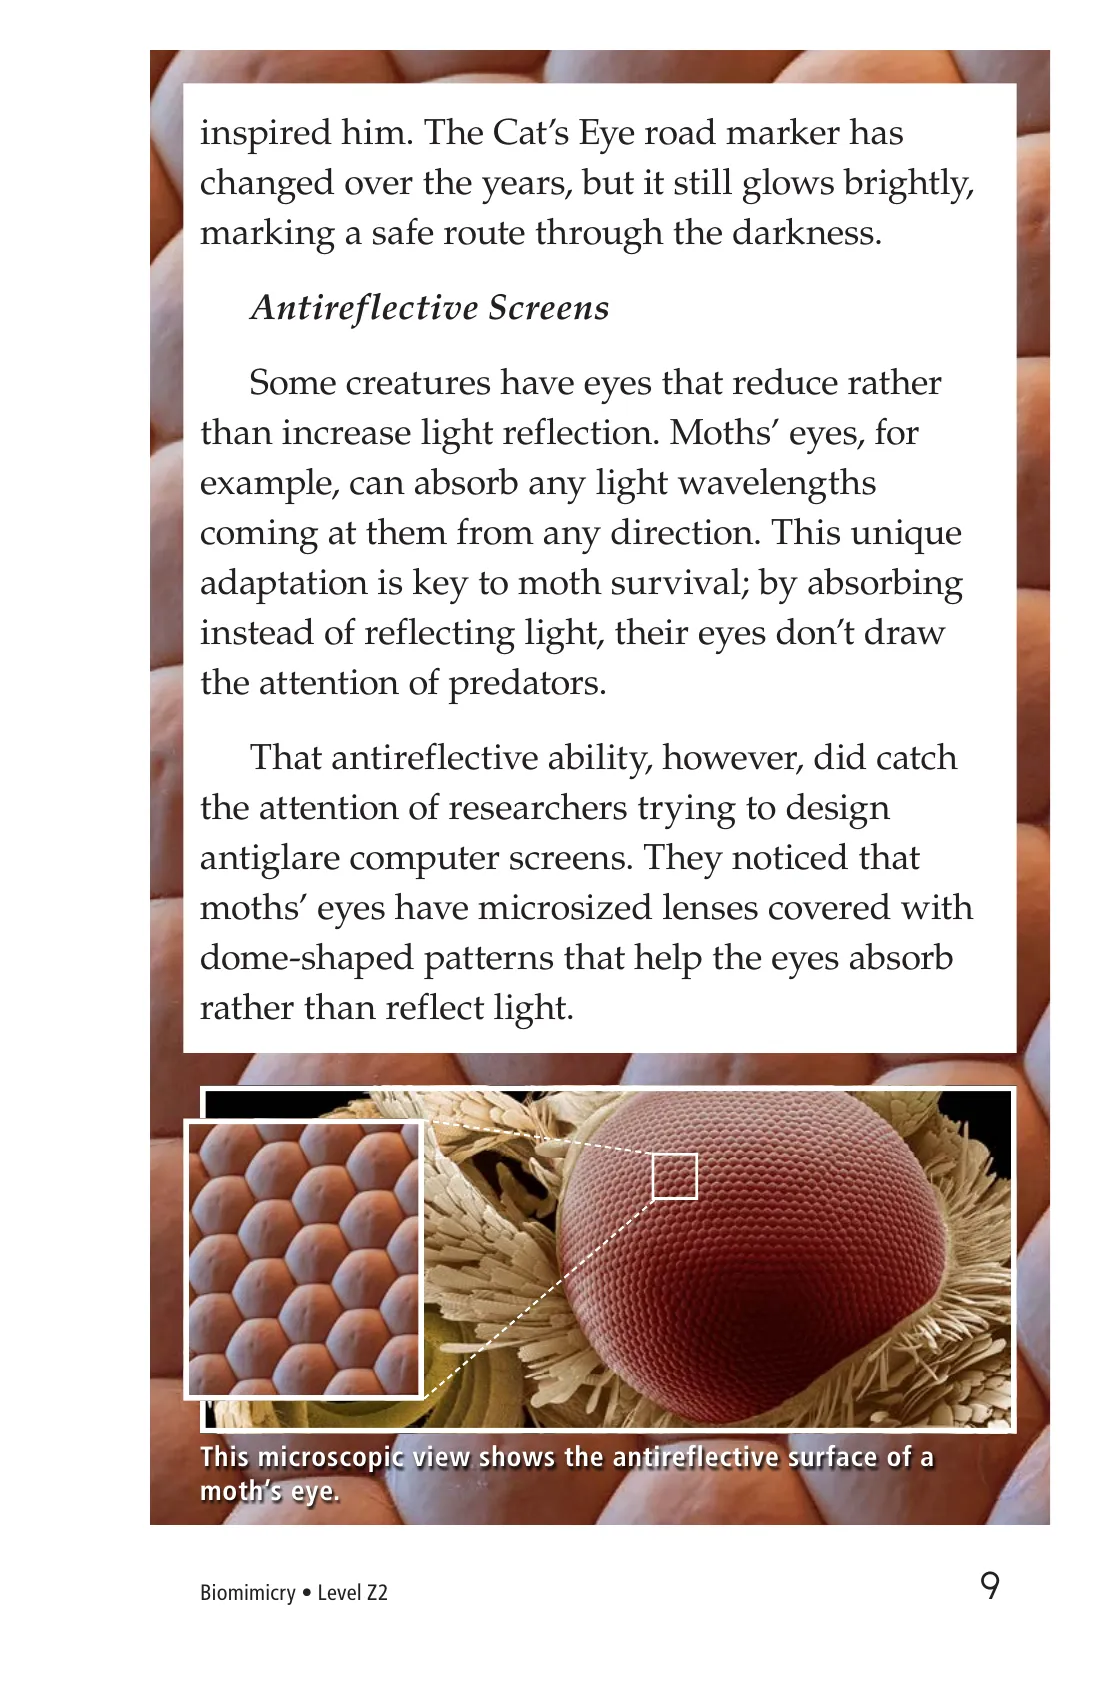 inspired him. The Cat’s Eye road marker has
changed over the years, but it still glows brightly,
marking a safe route through the darkness.
Antireflective Screens
Some creatures have eyes that reduce rather
than increase light reflection. Moths’ eyes, for
example, can absorb any light wavelengths
coming at them from any direction. This unique
adaptation is key to moth survival; by absorbing
instead of reflecting light, their eyes don’t draw
the attention of predators.
That antireflective ability, however, did catch
the attention of researchers trying to design
antiglare computer screens. They noticed that
moths’ eyes have microsized lenses covered with
dome-shaped patterns that help the eyes absorb
rather than reflect light.
This microscopic view shows the antireflective surface of a
moth’s eye.
Biomimicry • Level Z2
9